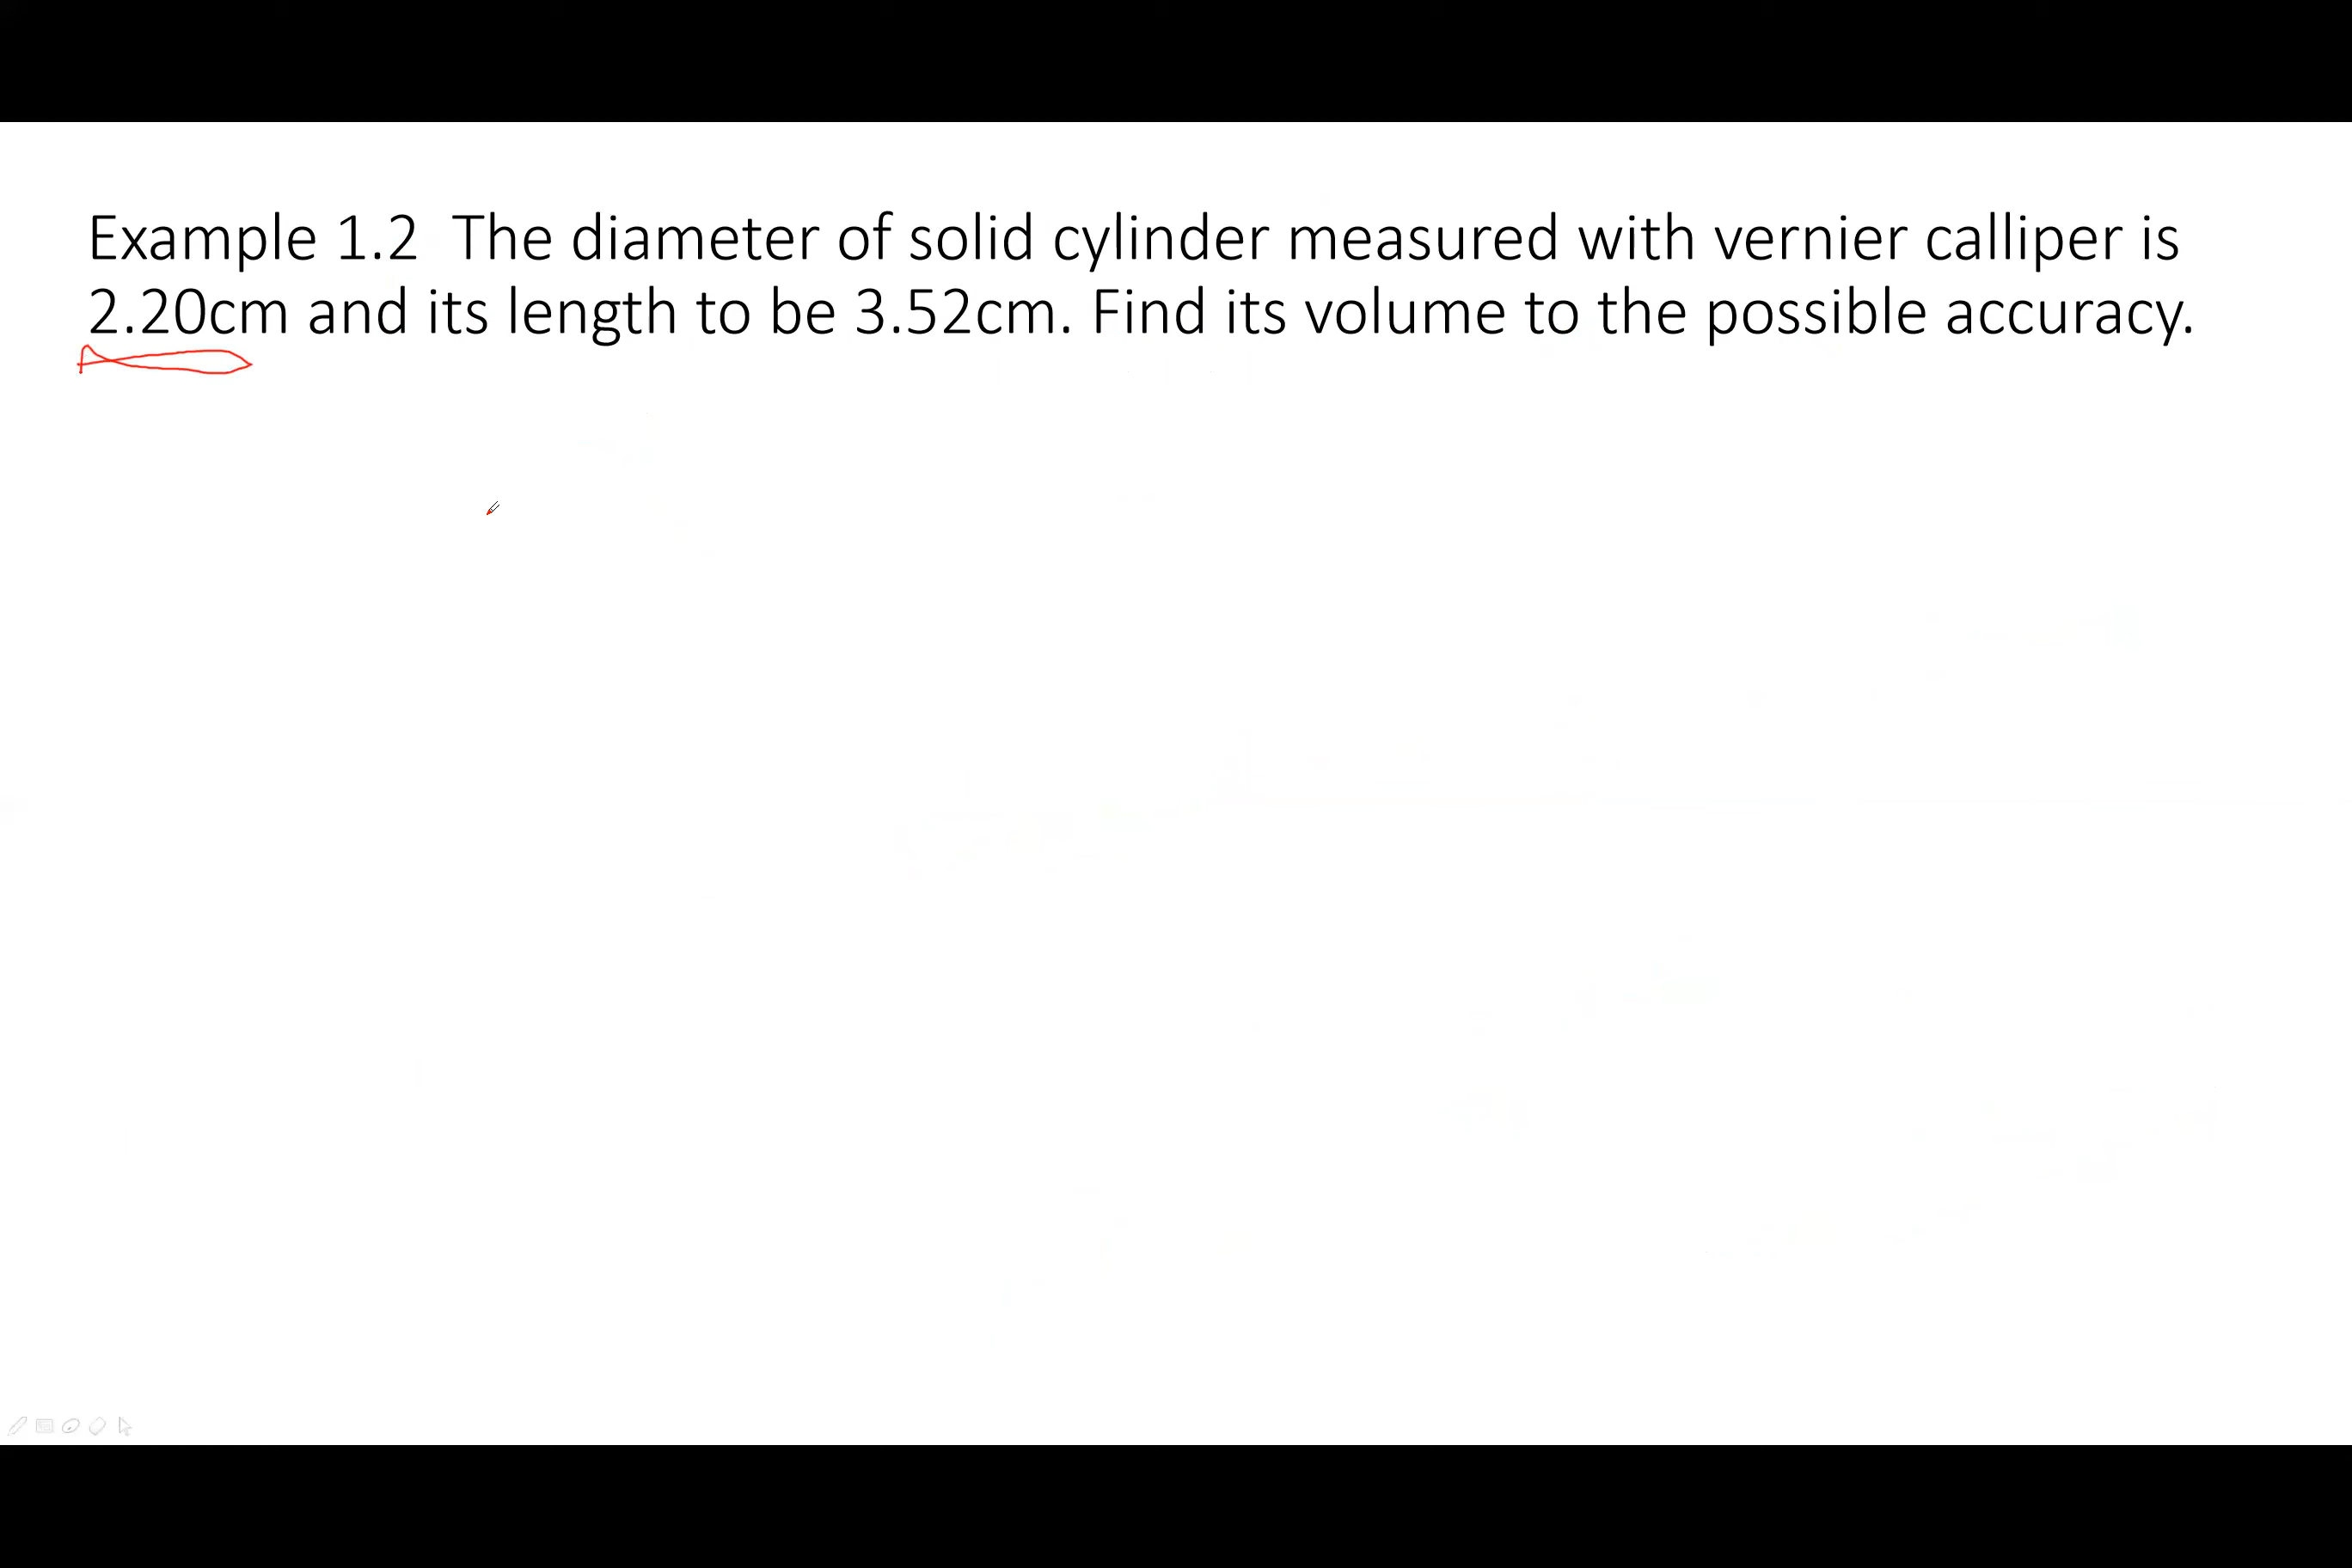 Example 1.2  The diameter of solid cylinder measured with vernier calliper is
2.20cm and its length to be 3.52cm. Find its volume to the possible accuracy.